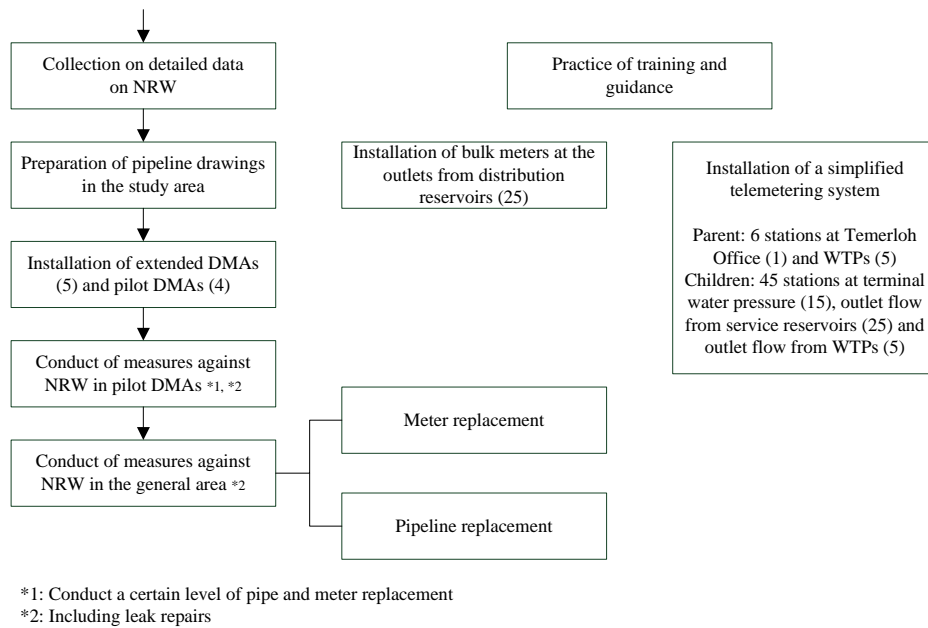 Collection on detailed data
on NRW
Practice of training and
guidance
Preparation of pipeline drawings
in the study area
Installation of bulk meters at the
outlets from distribution
reservoirs (25)
Installation of a simplified
telemetering system
Parent: 6 stations at Temerloh
Office (1) and WTPs (5)
Children: 45 stations at terminal
water pressure (15), outlet flow
from service reservoirs (25) and
outlet flow from WTPs (5)
Installation of extended DMAs
(5) and pilot DMAs (4)
Conduct of measures against
NRW in pilot DMAs *1, *2
Conduct of measures against
NRW in the general area *2
Meter replacement
Pipeline replacement
*1: Conduct a certain level of pipe and meter replacement
*2: Including leak repairs